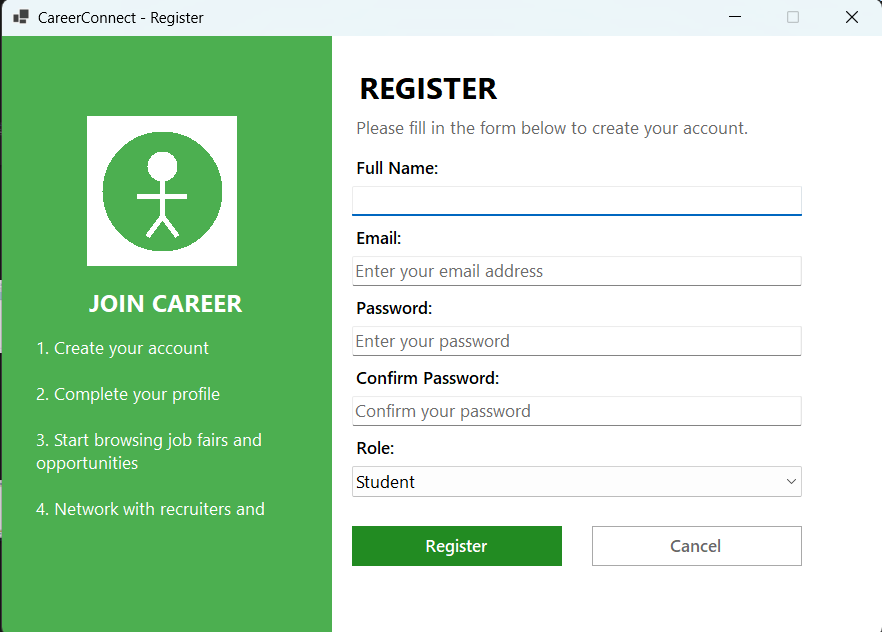 CareerConnect - Register
JOIN CAREER
1. Create your account
2. Complete your profile
3. Start browsing job fairs and
opportunities
4. Network with recruiters and
REGISTER
Please fill in the form below to create your account.
Full Name:
Email:
Enter your email address
Password:
Enter your password
Confirm Password:
Confirm your password
Role:
Student
Register
Cancel